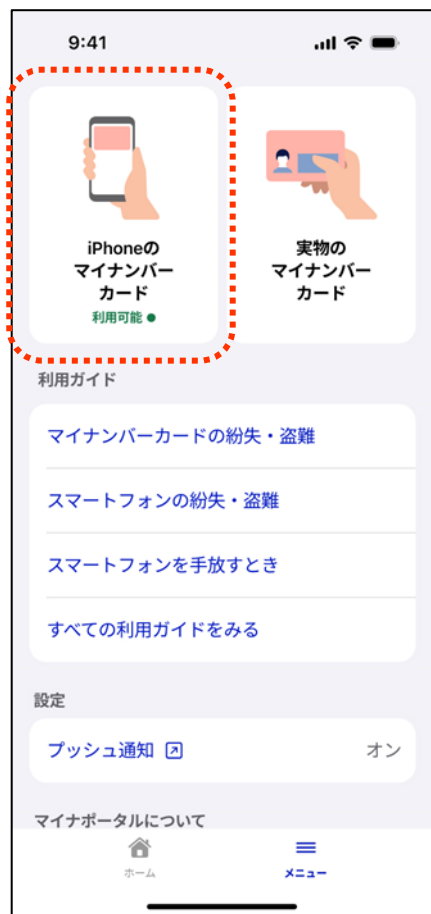 9:41
iPhoneの
マイナンバー
カード
利用可能
実物の
マイナンバー
カード
利用ガイド
マイナンバーカードの紛失・盗難
スマートフォンの紛失・盗難
スマートフォンを手放すとき
すべての利用ガイドをみる
設定
プッシュ通知 オン
マイナポータルについて
ホーム メニュー